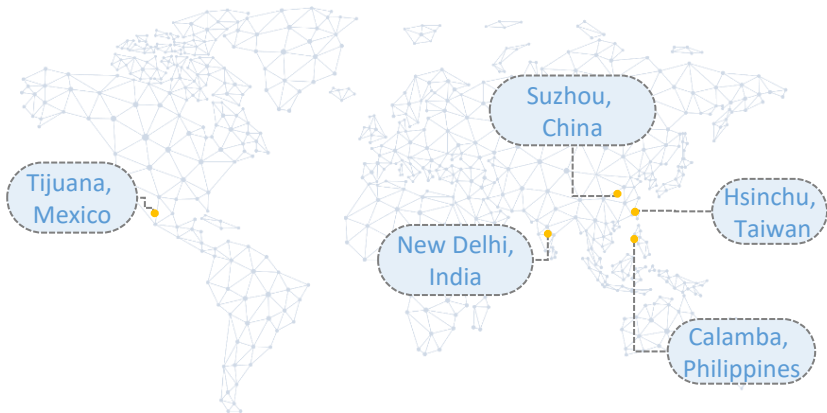 Suzhou,
China
Tijuana,
Mexico
Hsinchu,
Taiwan
New Delhi,
India
Calamba,
Philippines